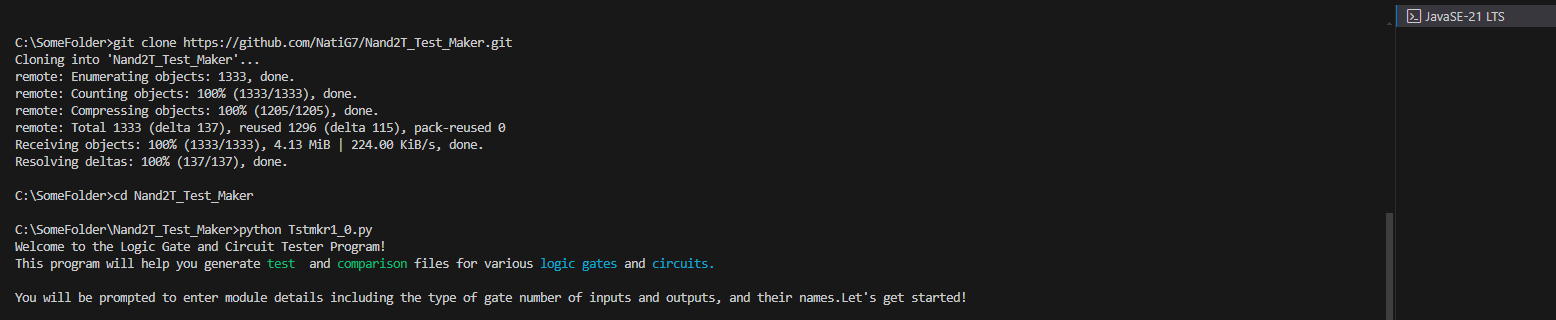 C:\SomeFolder>git clone https://github.com/NatiG7/Nand2T_Test_Maker.git
Cloning into 'Nand2T_Test_Maker'...
remote: Enumerating objects: 1333, done.
remote: Counting objects: 100% (1333/1333), done.
remote: Compressing objects: 100% (1205/1205), done.
remote: Total 1333 (delta 137), reused 1296 (delta 115), pack-reused 0
Receiving objects: 100% (1333/1333), 4.13 MiB | 224.00 KiB/s, done.
Resolving deltas: 100% (137/137), done.
C:\SomeFolder>cd Nand2T_Test_Maker
C:\SomeFolder\Nand2T_Test_Maker>python Tstmkr1_0.py
Welcome to the Logic Gate and Circuit Tester Program!
This program will help you generate test  and comparison files for various logic gates and circuits.
You will be prompted to enter module details including the type of gate number of inputs and outputs, and their names.Let's get started!
JavaSE-21 LTS